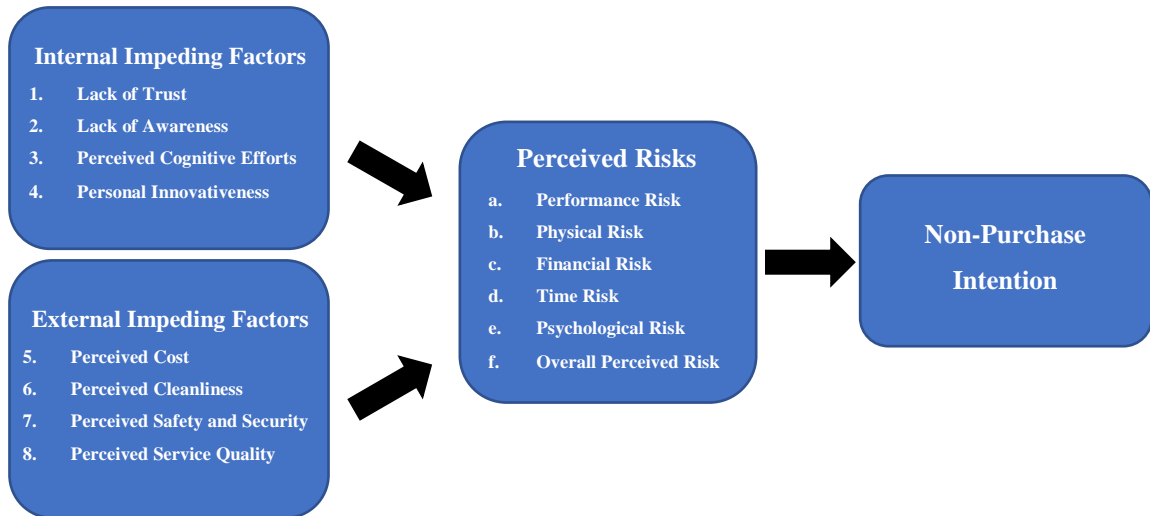 Internal Impeding Factors
1. Lack of Trust
2. Lack of Awareness
3. Perceived Cognitive Efforts
4. Personal Innovativeness
External Impeding Factors
5. Perceived Cost
6. Perceived Cleanliness
7. Perceived Safety and Security
8. Perceived Service Quality
Perceived Risks
a. Performance Risk
b. Physical Risk
c. Financial Risk
d. Time Risk
e. Psychological Risk
f. Overall Perceived Risk
Non-Purchase
Intention